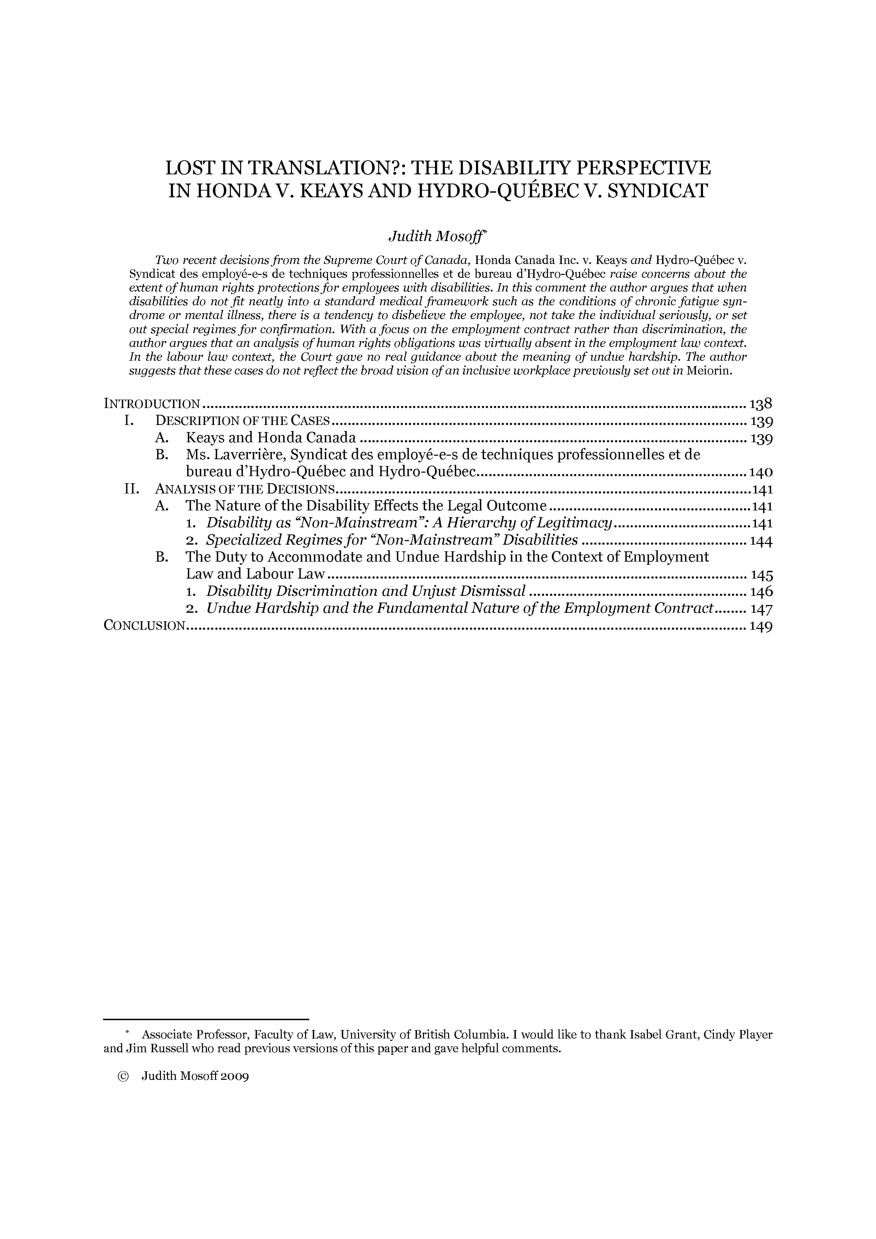 LOST IN TRANSLATION?: THE DISABILITY PERSPECTIVE
IN HONDA V. KEAYS AND HYDRO-QUÉBEC V. SYNDICAT
Judith Mosoff*
Two recent decisions from the Supreme Court of Canada, Honda Canada Inc. v. Keays and Hydro-Québec v.
Syndicat des employé-e-s de techniques professionnelles et de bureau d'Hydro-Québec raise concerns about the
extent of human rights protections for employees with disabilities. In this comment the author argues that when
disabilities do not fit neatly into a standard medical framework such as the conditions of chronic fatigue syn-
drome or mental illness, there is a tendency to disbelieve the employee, not take the individual seriously, or set
out special regimes for confirmation. With a focus on the employment contract rather than discrimination, the
author argues that an analysis of human rights obligations was virtually absent in the employment law context.
In the labour law context, the Court gave no real guidance about the meaning of undue hardship. The author
suggests that these cases do not reflect the broad vision of an inclusive workplace previously set out in Meiorin.
INTRODUCTION ........ 138
I. DESCRIPTION OF THE CASES ........ 139
A. Keays and Honda Canada ........ 139
B. Ms. Laverrière, Syndicat des employé-e-s de techniques professionnelles et de
bureau d'Hydro-Québec and Hydro-Québec ........ 140
II. ANALYSIS OF THE DECISIONS ........ 141
A. The Nature of the Disability Effects the Legal Outcome ........ 141
1. Disability as "Non-Mainstream": A Hierarchy of Legitimacy ........ 141
2. Specialized Regimes for "Non-Mainstream" Disabilities ........ 144
B. The Duty to Accommodate and Undue Hardship in the Context of Employment
Law and Labour Law ........ 145
1. Disability Discrimination and Unjust Dismissal ........ 146
2. Undue Hardship and the Fundamental Nature of the Employment Contract ........ 147
CONCLUSION ........ 149
* Associate Professor, Faculty of Law, University of British Columbia. I would like to thank Isabel Grant, Cindy Player
and Jim Russell who read previous versions of this paper and gave helpful comments.
© Judith Mosoff 2009